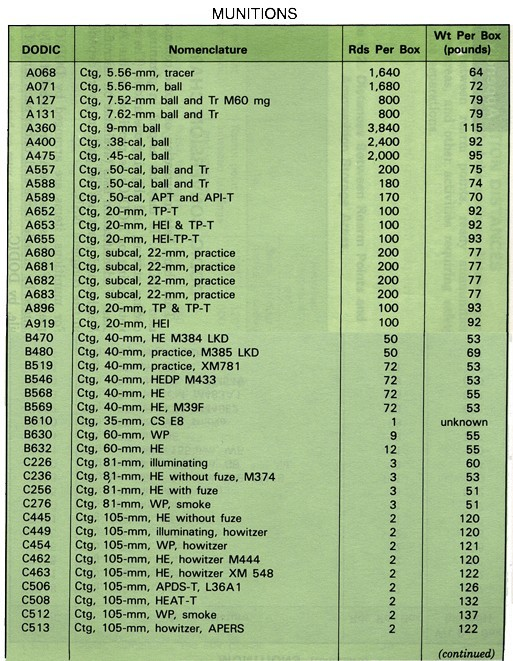 MUNITIONS
DODIC Nomenclature Rds Per Box Wt Per Box (pounds)
A068 Ctg, 5.56-mm, tracer 1,640 64
A071 Ctg, 5.56-mm, ball 1,680 72
A127 Ctg, 7.52-mm ball and Tr M60 mg 800 79
A131 Ctg, 7.62-mm ball and Tr 800 79
A360 Ctg, 9-mm ball 3,840 115
A400 Ctg, .38-cal, ball 2,400 92
A475 Ctg, .45-cal, ball 2,000 95
A557 Ctg, .50-cal, ball and Tr 200 75
A588 Ctg, .50-cal, ball and Tr 180 74
A589 Ctg, .50-cal, APT and API-T 170 70
A652 Ctg, 20-mm, TP-T 100 92
A653 Ctg, 20-mm, HEI & TP-T 100 92
A655 Ctg, 20-mm, HEI-TP-T 100 93
A680 Ctg, subcal, 22-mm, practice 200 77
A681 Ctg, subcal, 22-mm, practice 200 77
A682 Ctg, subcal, 22-mm, practice 200 77
A683 Ctg, subcal, 22-mm, practice 200 77
A896 Ctg, 20-mm, TP & TP-T 100 93
A919 Ctg, 20-mm, HEI 100 92
B470 Ctg, 40-mm, HE M384 LKD 50 53
B480 Ctg, 40-mm, practice, M385 LKD 50 69
B519 Ctg, 40-mm, practice, XM781 72 53
B546 Ctg, 40-mm, HEDP M433 72 53
B568 Ctg, 40-mm, HE 72 55
B569 Ctg, 40-mm, HE, M39F 72 53
B610 Ctg, 35-mm, CS E8 1 unknown
B630 Ctg, 60-mm, WP 9 55
B632 Ctg, 60-mm, HE 12 55
C226 Ctg, 81-mm, illuminating 3 60
C236 Ctg, 81-mm, HE without fuze, M374 3 53
C256 Ctg, 81-mm, HE with fuze 3 51
C276 Ctg, 81-mm, WP, smoke 3 51
C445 Ctg, 105-mm, HE without fuze 2 120
C449 Ctg, 105-mm, illuminating, howitzer 2 120
C454 Ctg, 105-mm, WP, howitzer 2 121
C462 Ctg, 105-mm, HE, howitzer M444 2 120
C463 Ctg, 105-mm, HE, howitzer XM 548 2 122
C506 Ctg, 105-mm, APDS-T, L36A1 2 126
C508 Ctg, 105-mm, HEAT-T 2 132
C512 Ctg, 105-mm, WP, smoke 2 137
C513 Ctg, 105-mm, howitzer, APERS 2 122
(continued)